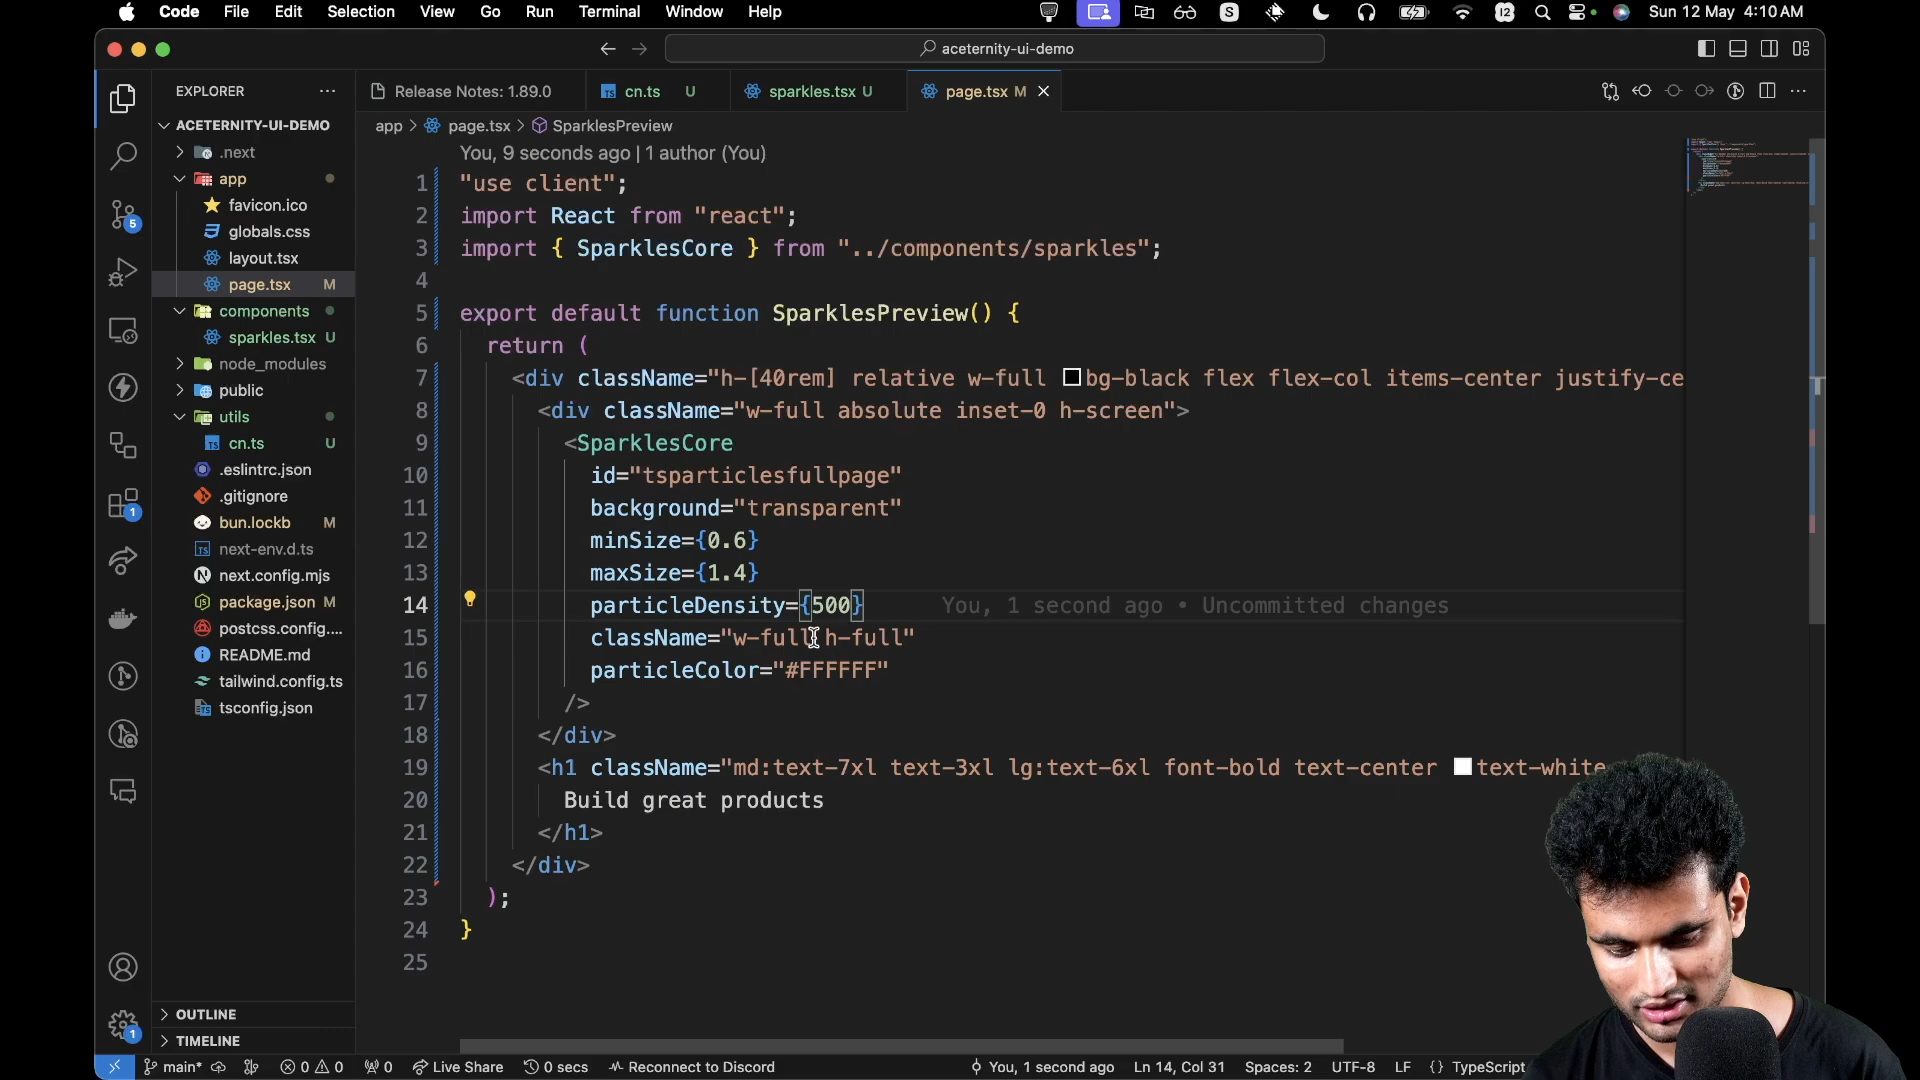 Code File Edit Selection View Go Run Terminal Window Help
Sun 12 May 4:10 AM
aceternity-ui-demo
EXPLORER
Release Notes: 1.89.0
cn.ts U
sparkles.tsx U
page.tsx M
ACETERNITY-UI-DEMO
.next
app
favicon.ico
globals.css
layout.tsx
page.tsx M
components
sparkles.tsx U
node_modules
public
utils
cn.ts U
.eslintrc.json
.gitignore
bun.lockb M
next-env.d.ts
next.config.mjs
package.json M
postcss.config....
README.md
tailwind.config.ts
tsconfig.json
OUTLINE
TIMELINE
app > page.tsx > SparklesPreview
You, 9 seconds ago | 1 author (You)
1 "use client";
2 import React from "react";
3 import { SparklesCore } from "../components/sparkles";
4
5 export default function SparklesPreview() {
6 return (
7 <div className="h-[40rem] relative w-full bg-black flex flex-col items-center justify-ce
8 <div className="w-full absolute inset-0 h-screen">
9 <SparklesCore
10 id="tsparticlesfullpage"
11 background="transparent"
12 minSize={0.6}
13 maxSize={1.4}
14 particleDensity={500} You, 1 second ago • Uncommitted changes
15 className="w-full h-full"
16 particleColor="#FFFFFF"
17 />
18 </div>
19 <h1 className="md:text-7xl text-3xl lg:text-6xl font-bold text-center text-white
20 Build great products
21 </h1>
22 </div>
23 );
24 }
25
5
1
1
main* 0 0 0 Live Share 0 secs Reconnect to Discord You, 1 second ago Ln 14, Col 31 Spaces: 2 UTF-8 LF {} TypeScript